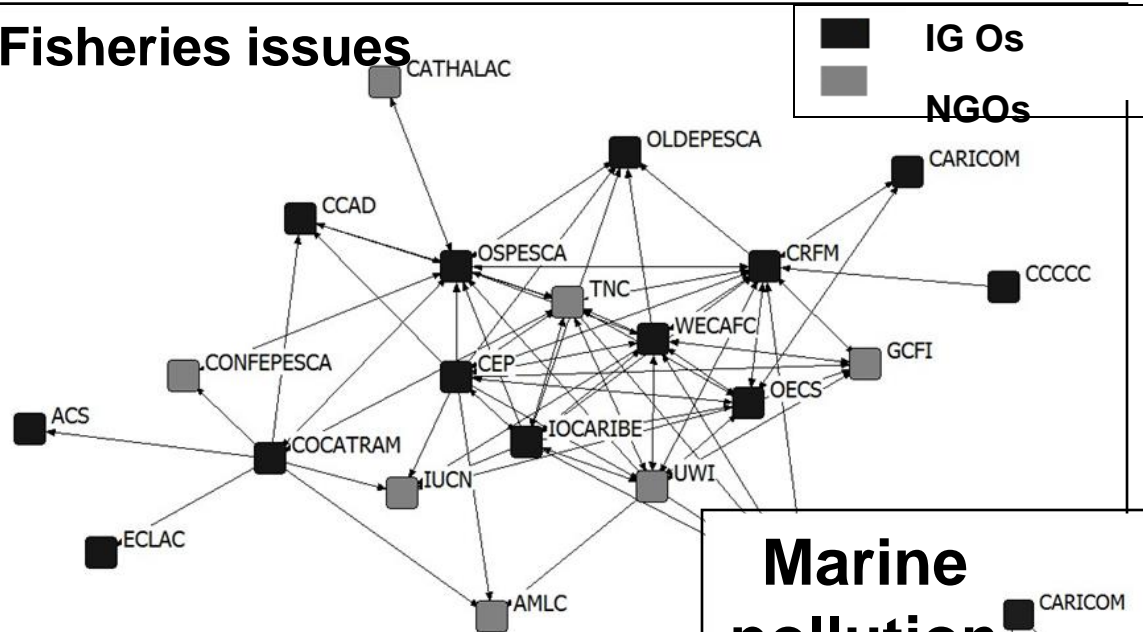 Fisheries issues
IG Os
NGOs
CATHALAC
OLDEPESCA
CARICOM
CCAD
OSPESCA
CRFM
CCCCC
TNC
WECAFC
GCFI
CONFEPESCA
CEP
OECS
ACS
COCATRAM
IOCARIBE
IUCN
UWI
ECLAC
AMLC
Marine
pollution
CARICOM